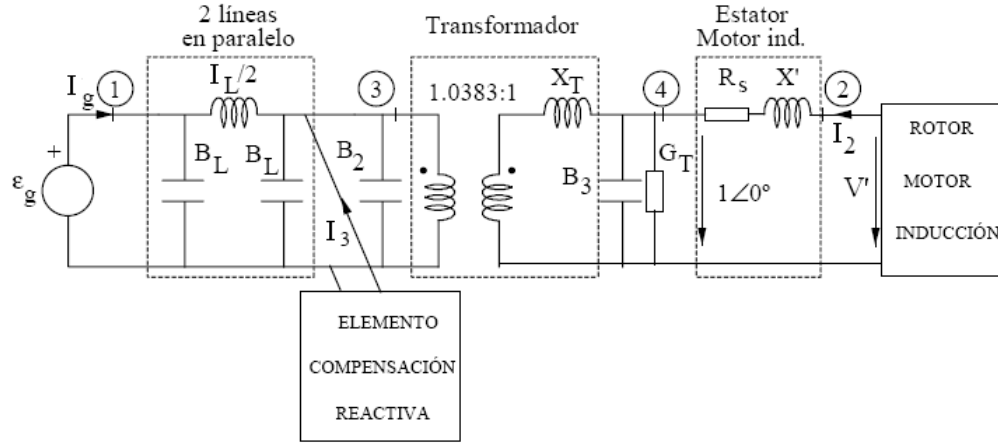 2 líneas
en paralelo
Transformador
Estator
Motor ind.
I_g
1
I_L/2
3
1.0383:1
X_T
4
R_s
X'
2
I_2
+
ε_g
B_L
B_L
B_2
B_3
G_T
1∠0°
V'
ROTOR
MOTOR
INDUCCIÓN
I_3
ELEMENTO
COMPENSACIÓN
REACTIVA